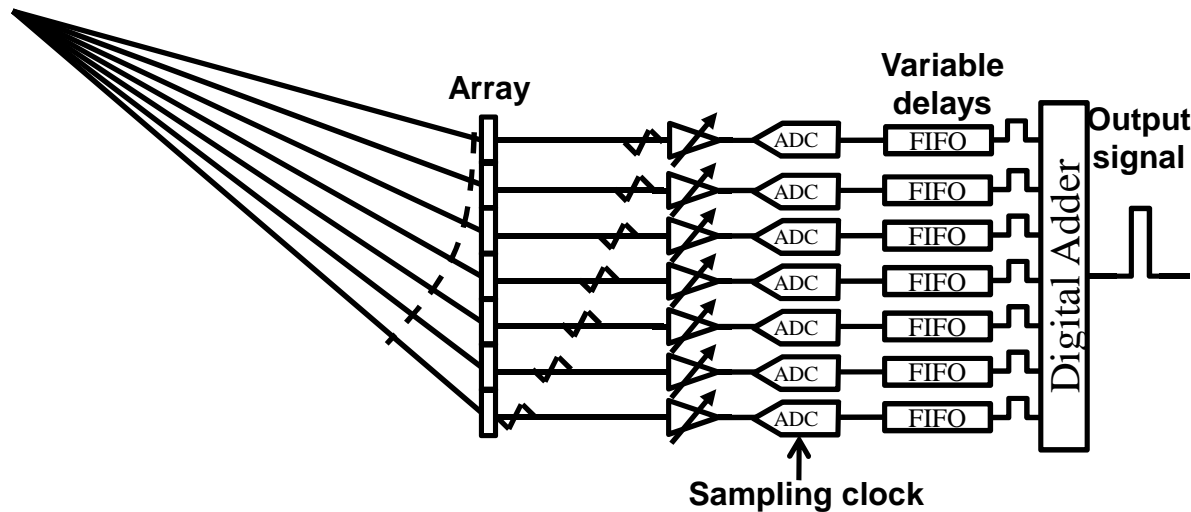 Variable
delays
Array
Output
signal
ADC
FIFO
ADC
FIFO
ADC
FIFO
ADC
FIFO
ADC
FIFO
ADC
FIFO
ADC
FIFO
Digital Adder
Sampling clock